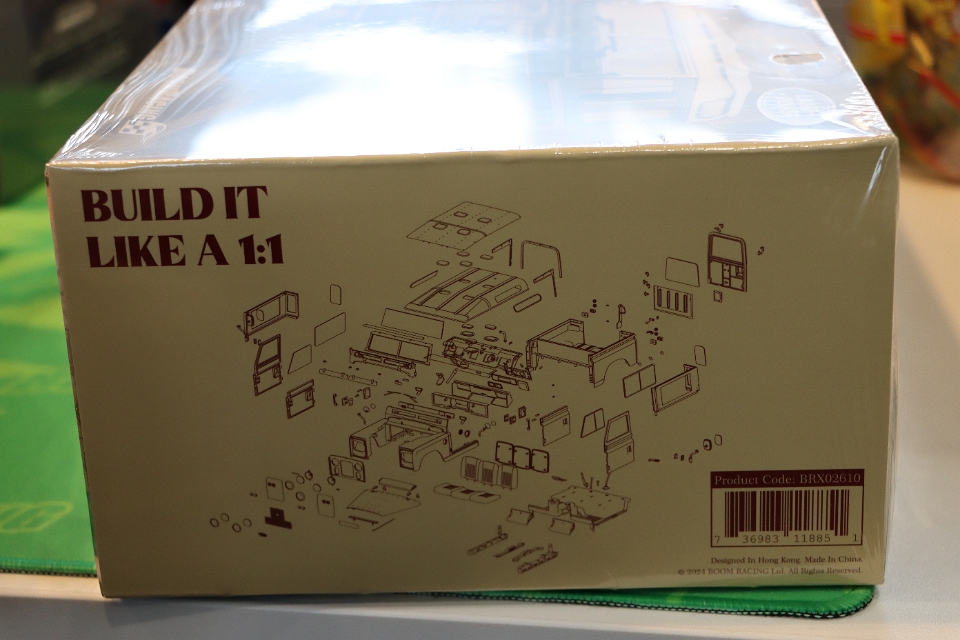 BUILD IT
LIKE A 1:1
Product Code: BRX02610
7 36983 11885 1
Designed In Hong Kong. Made In China.
© 2024 BOOM RACING Ltd. All Rights Reserved.